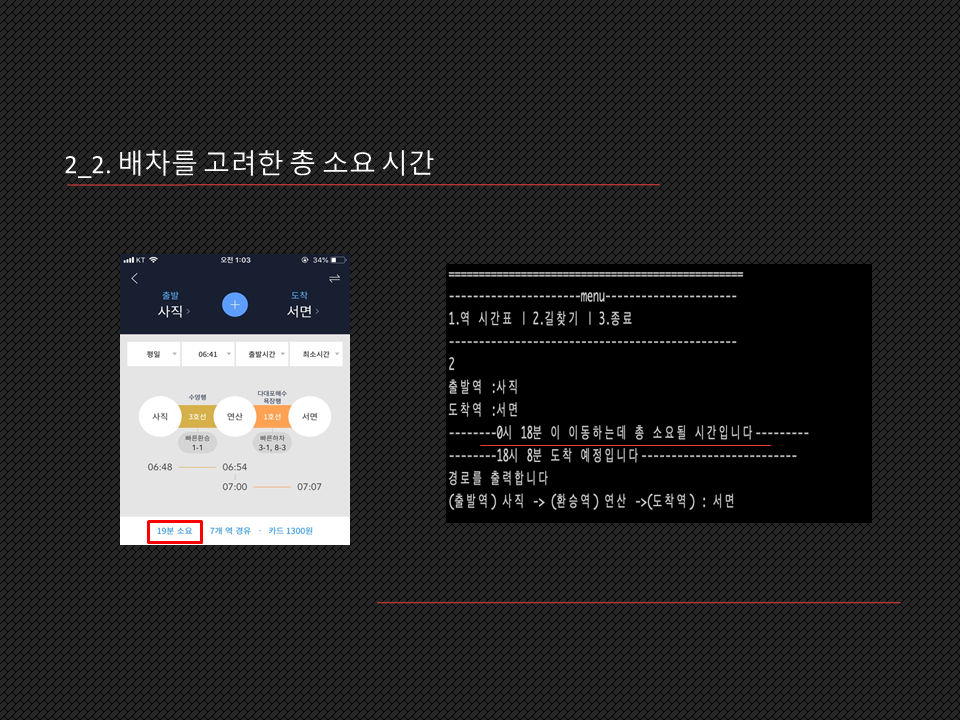 2_2. 배차를 고려한 총 소요 시간
KT 오전 1:03 34%
출발 도착
사직 > + 서면 >
평일 06:41 출발시간 최소시간
수영행 다대포해수
욕장행
사직 3호선 연산 1호선 서면
빠른환승 빠른하차
1-1 3-1, 8-3
06:48 06:54
07:00 07:07
19분 소요 7개 역 경유 · 카드 1300원
=================================================
----------------------menu----------------------
1.역 시간표 | 2.길찾기 | 3.종료
------------------------------------------------
2
출발역 :사직
도착역 :서면
--------0시 18분 이 이동하는데 총 소요될 시간입니다---------
--------18시 8분 도착 예정입니다--------------------------
경로를 출력합니다
(출발역) 사직 -> (환승역) 연산 ->(도착역) : 서면